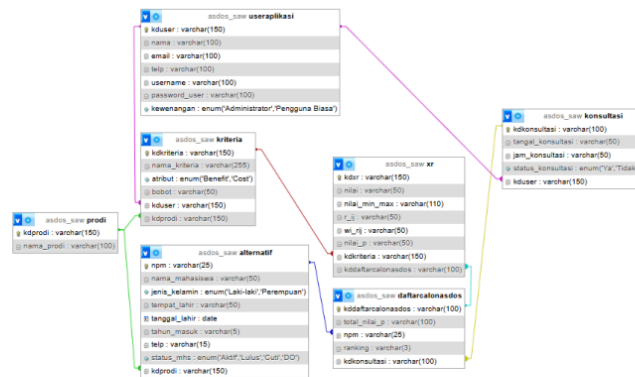 asdos_saw useraplikasi
kduser : varchar(150)
nama : varchar(100)
email : varchar(100)
telp : varchar(100)
username : varchar(100)
password_user : varchar(100)
kewenangan : enum('Administrator','Pengguna Biasa')
asdos_saw kriteria
kdkriteria : varchar(150)
nama_kriteria : varchar(255)
atribut : enum('Benefit','Cost')
bobot : varchar(50)
kduser : varchar(150)
kdprodi : varchar(150)
asdos_saw prodi
kdprodi : varchar(150)
nama_prodi : varchar(100)
asdos_saw alternatif
npm : varchar(25)
nama_mahasiswa : varchar(50)
jenis_kelamin : enum('Laki-laki','Perempuan')
tempat_lahir : varchar(50)
tanggal_lahir : date
tahun_masuk : varchar(5)
telp : varchar(15)
status_mhs : enum('Aktif','Lulus','Cuti','DO')
kdprodi : varchar(150)
asdos_saw xr
kdxr : varchar(150)
nilai : varchar(50)
nilai_min_max : varchar(110)
r_ij : varchar(50)
wi_rij : varchar(50)
nilai_p : varchar(50)
kdkriteria : varchar(150)
kddaftarcalonasdos : varchar(100)
asdos_saw daftarcalonasdos
kddaftarcalonasdos : varchar(100)
total_nilai_p : varchar(100)
npm : varchar(25)
ranking : varchar(3)
kdkonsultasi : varchar(100)
asdos_saw konsultasi
kdkonsultasi : varchar(100)
tangal_konsultasi : varchar(50)
jam_konsultasi : varchar(50)
status_konsultasi : enum('Ya','Tidak
kduser : varchar(150)